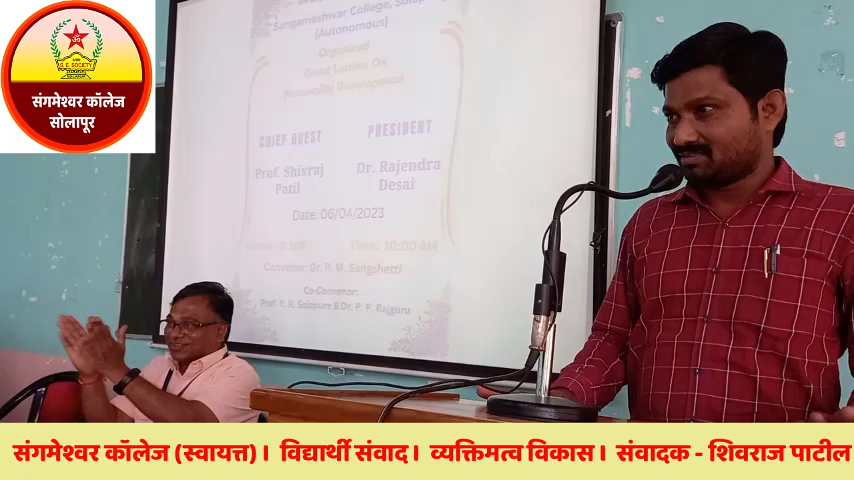 S. E. SOCIETY
संगमेश्वर कॉलेज
सोलापूर
Sangameshwar College, Solapur
(Autonomous)
Organized
Guest Lecture On
Personality Development
CHIEF GUEST
PRESIDENT
Prof. Shivraj
Patil
Dr. Rajendra
Desai
Date: 06/04/2023
Time: 10:00 AM
Convenor: Dr. R. M. Sangshetti
Co-Convenor:
Prof. Y. R. Solapure & Dr. P. P. Rajguru
संगमेश्वर कॉलेज (स्वायत्त) । विद्यार्थी संवाद । व्यक्तिमत्व विकास । संवादक - शिवराज पाटील